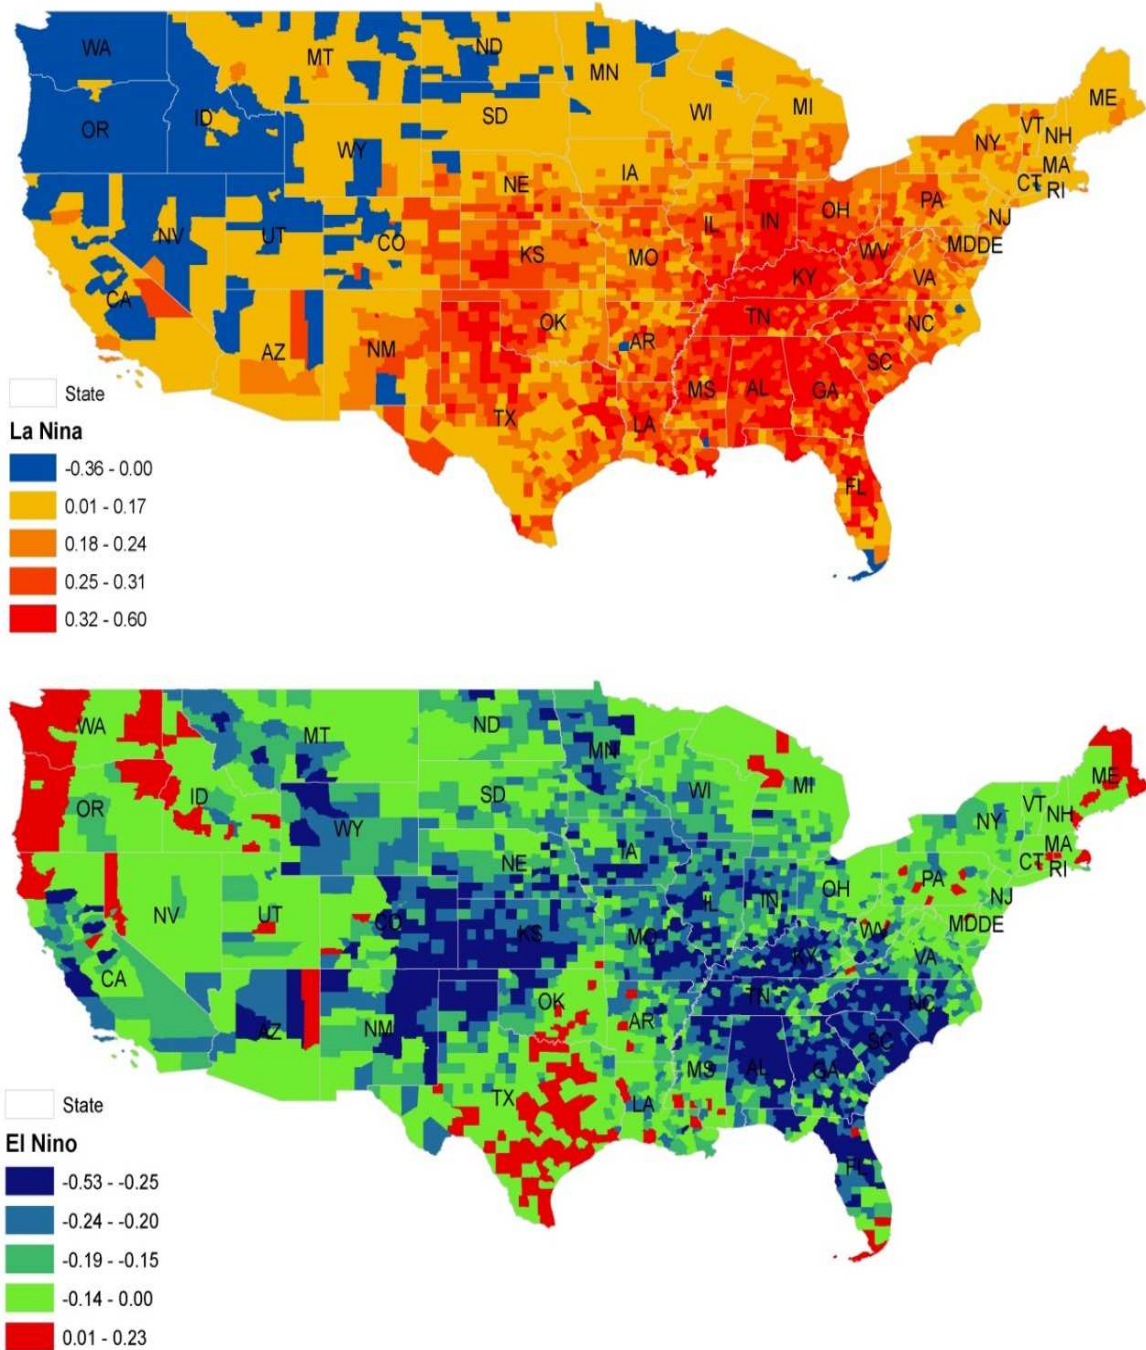 WA
MT
ND
MN
ME
OR
ID
SD
WI
MI
VT
NH
NY
WY
IA
MA
CT
RI
NE
PA
NJ
OH
IN
IL
NV
UT
CO
KS
MO
WV
MD
DE
VA
KY
CA
TN
NC
OK
AR
AZ
NM
SC
MS
AL
GA
TX
LA
FL
State
La Nina
-0.36 - 0.00
0.01 - 0.17
0.18 - 0.24
0.25 - 0.31
0.32 - 0.60
WA
ND
MT
MN
ME
OR
ID
SD
WI
MI
VT
NH
NY
WY
IA
MA
CT
RI
NE
OH
PA
NJ
IL
IN
NV
UT
CO
KS
MO
WV
MD
DE
VA
KY
CA
TN
NC
OK
AR
AZ
NM
SC
MS
AL
GA
TX
LA
FL
State
El Nino
-0.53 - -0.25
-0.24 - -0.20
-0.19 - -0.15
-0.14 - 0.00
0.01 - 0.23